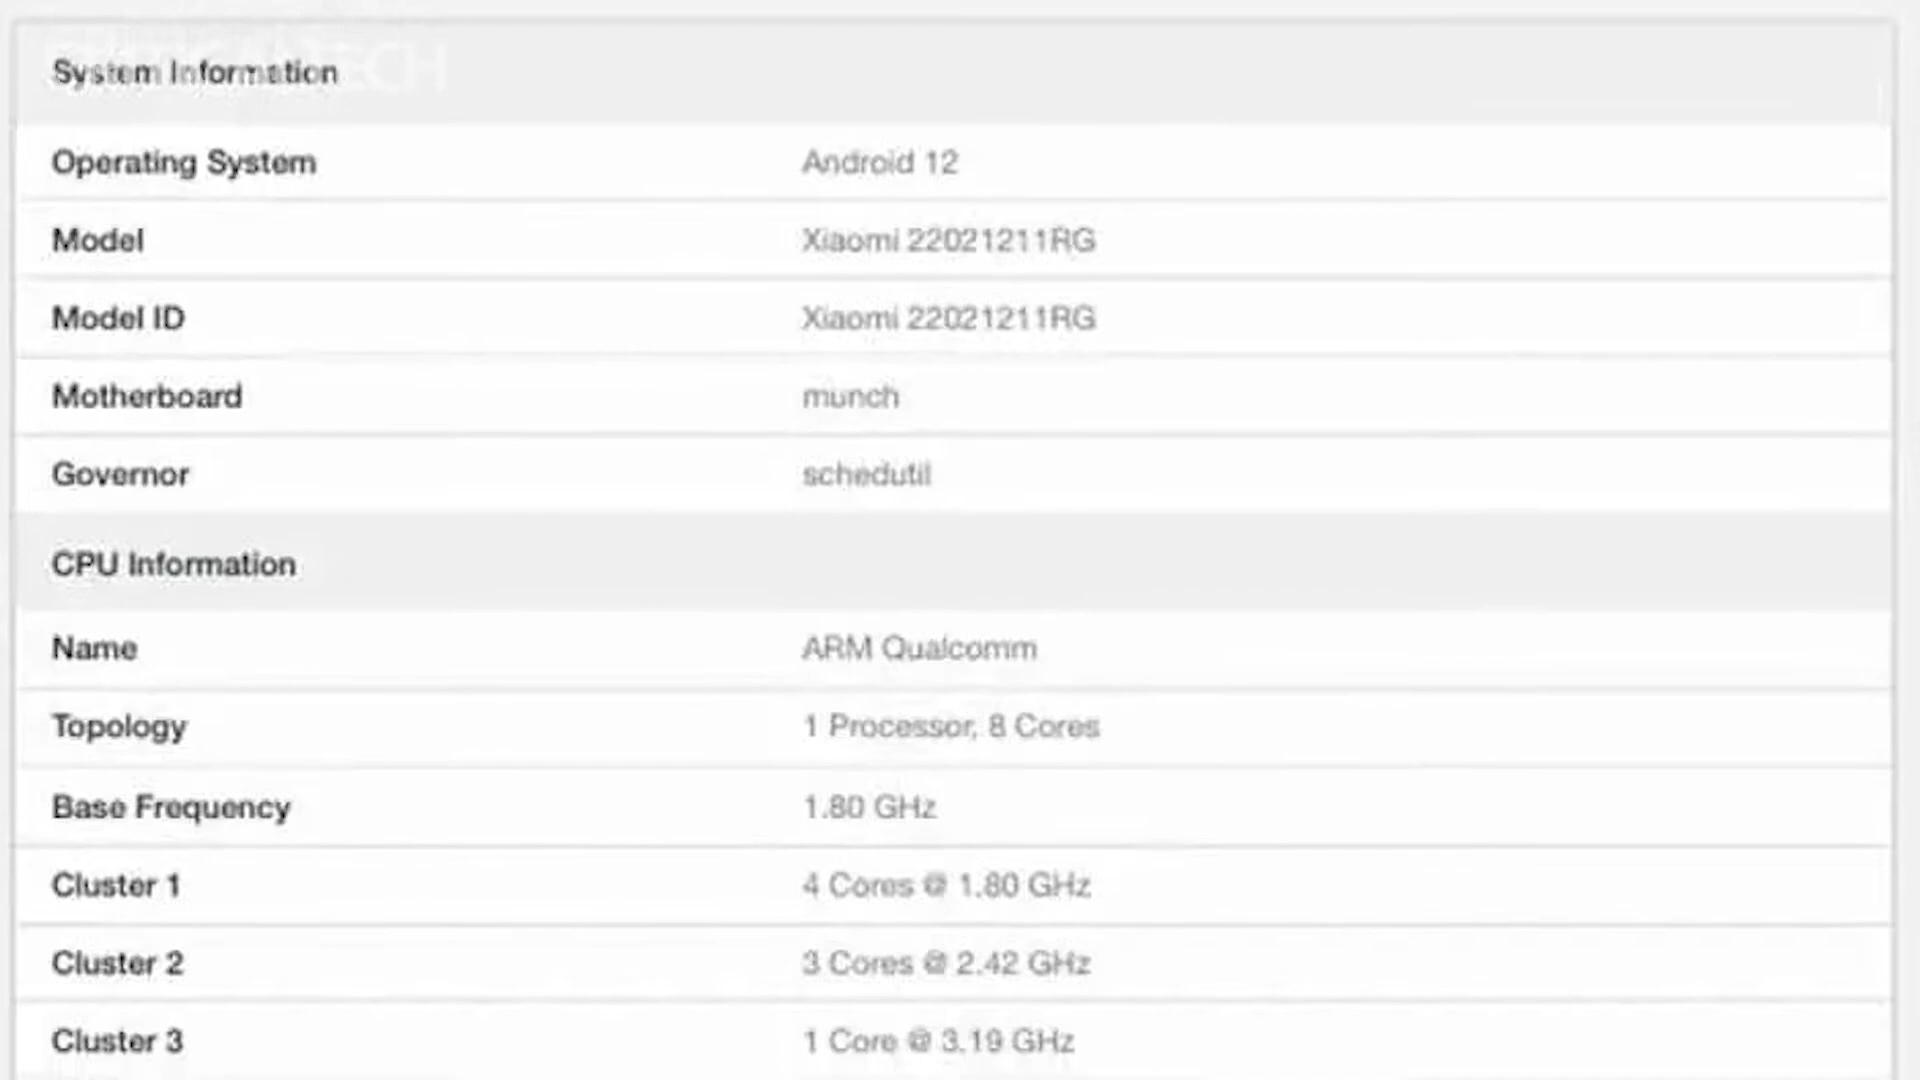 System Information
Operating System Android 12
Model Xiaomi 22021211RG
Model ID Xiaomi 22021211RG
Motherboard munch
Governor schedutil
CPU Information
Name ARM Qualcomm
Topology 1 Processor, 8 Cores
Base Frequency 1.80 GHz
Cluster 1 4 Cores @ 1.80 GHz
Cluster 2 3 Cores @ 2.42 GHz
Cluster 3 1 Core @ 3.19 GHz